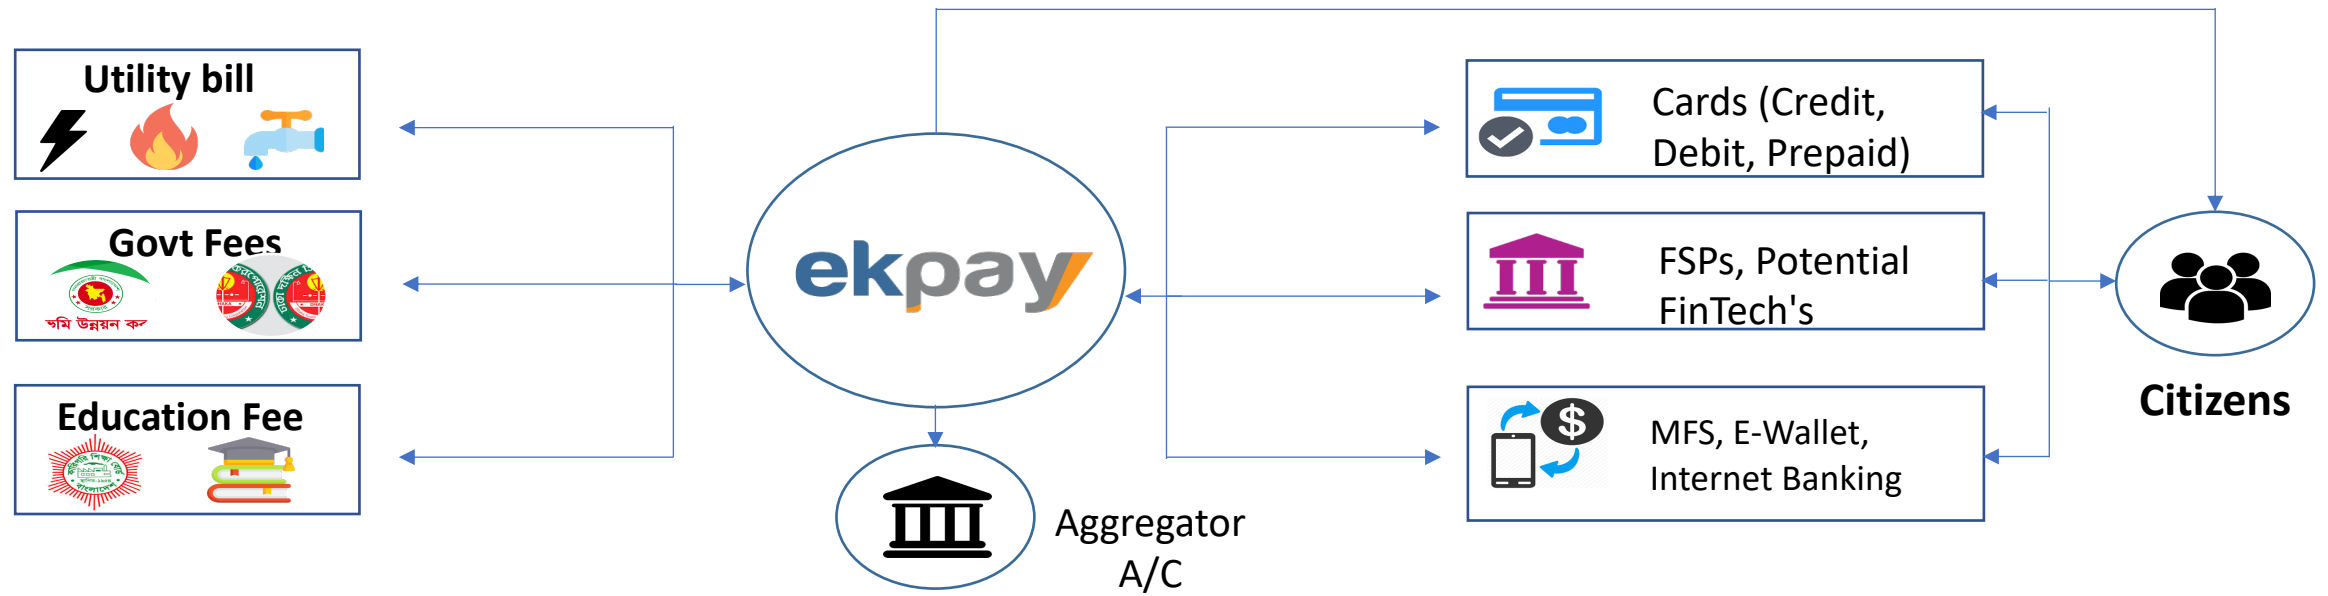 Utility bill
Govt Fees
ভূমি উন্নয়ন কর
Education Fee
কারিগরি শিক্ষা বোর্ড
বাংলাদেশ
ekpay
Aggregator
A/C
Cards (Credit,
Debit, Prepaid)
FSPs, Potential
FinTech's
MFS, E-Wallet,
Internet Banking
Citizens